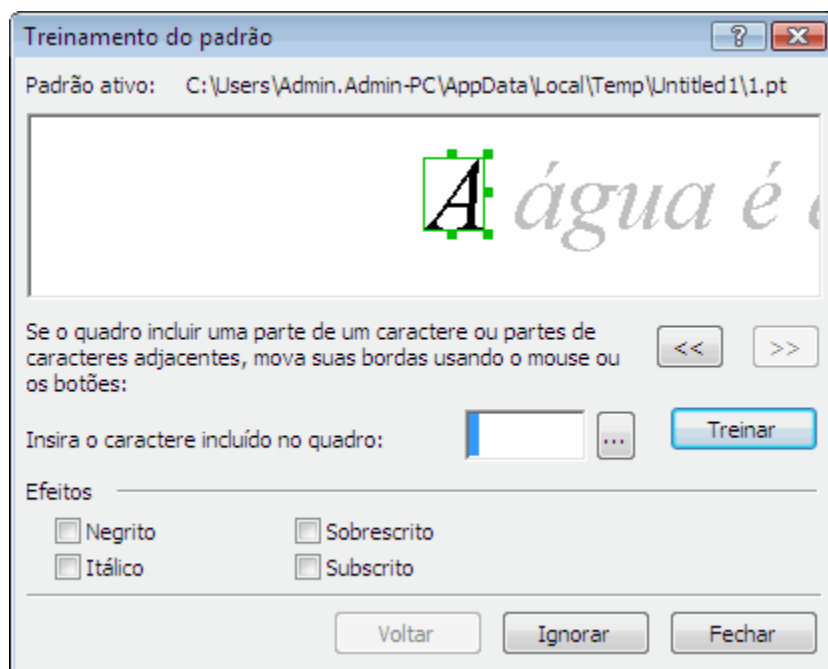 Treinamento do padrão
Padrão ativo: C:\Users\Admin.Admin-PC\AppData\Local\Temp\Untitled1\1.pt
A água é
Se o quadro incluir uma parte de um caractere ou partes de
caracteres adjacentes, mova suas bordas usando o mouse ou
os botões:
<< >>
Insira o caractere incluído no quadro: ... Treinar
Efeitos
Negrito Sobrescrito
Itálico Subscrito
Voltar Ignorar Fechar